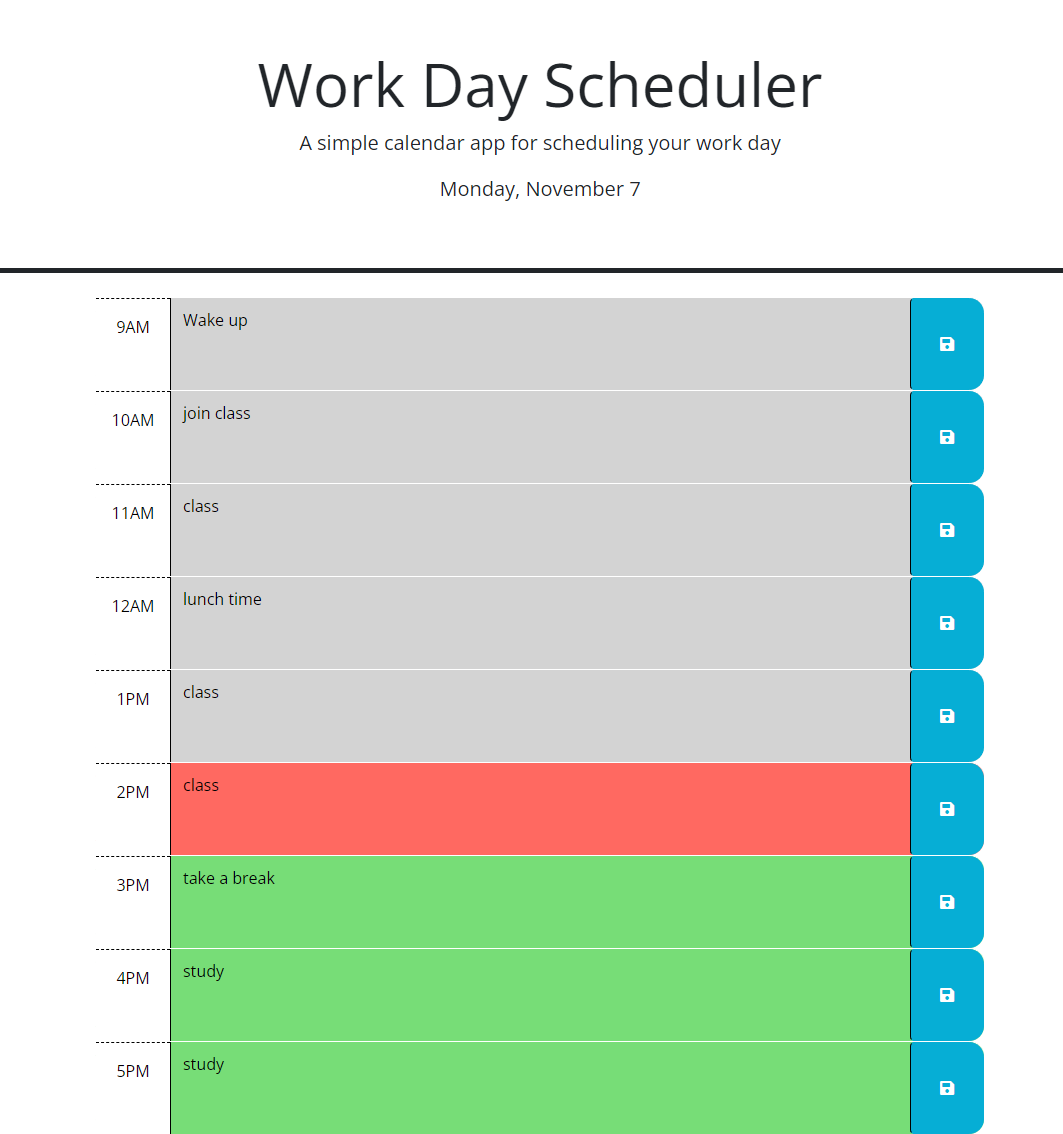 Work Day Scheduler
A simple calendar app for scheduling your work day
Monday, November 7
9AM Wake up
10AM join class
11AM class
12AM lunch time
1PM class
2PM class
3PM take a break
4PM study
5PM study